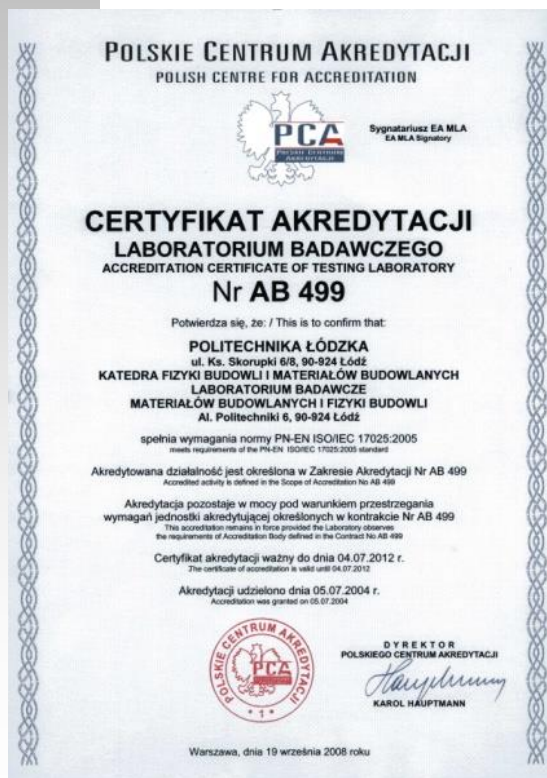 POLSKIE CENTRUM AKREDYTACJI
POLISH CENTRE FOR ACCREDITATION
PCA
POLSKIE CENTRUM
AKREDYTACJI
Sygnatariusz EA MLA
EA MLA Signatory
CERTYFIKAT AKREDYTACJI
LABORATORIUM BADAWCZEGO
ACCREDITATION CERTIFICATE OF TESTING LABORATORY
Nr AB 499
Potwierdza się, że: / This is to confirm that:
POLITECHNIKA ŁÓDZKA
ul. Ks. Skorupki 6/8, 90-924 Łódź
KATEDRA FIZYKI BUDOWLI I MATERIAŁÓW BUDOWLANYCH
LABORATORIUM BADAWCZE
MATERIAŁÓW BUDOWLANYCH I FIZYKI BUDOWLI
Al. Politechniki 6, 90-924 Łódź
spełnia wymagania normy PN-EN ISO/IEC 17025:2005
meets requirements of the PN-EN ISO/IEC 17025:2005 standard
Akredytowana działalność jest określona w Zakresie Akredytacji Nr AB 499
Accredited activity is defined in the Scope of Accreditation No AB 499
Akredytacja pozostaje w mocy pod warunkiem przestrzegania
wymagań jednostki akredytującej określonych w kontrakcie Nr AB 499
This accreditation remains in force provided the Laboratory observes
the requirements of Accreditation Body defined in the Contract No AB 499
Certyfikat akredytacji ważny do dnia 04.07.2012 r.
The certificate of accreditation is valid until 04.07.2012
Akredytacji udzielono dnia 05.07.2004 r.
Accreditation was granted on 05.07.2004
POLSKIE CENTRUM AKREDYTACJI
PCA
1
DYREKTOR
POLSKIEGO CENTRUM AKREDYTACJI
KAROL HAUPTMANN
Warszawa, dnia 19 września 2008 roku